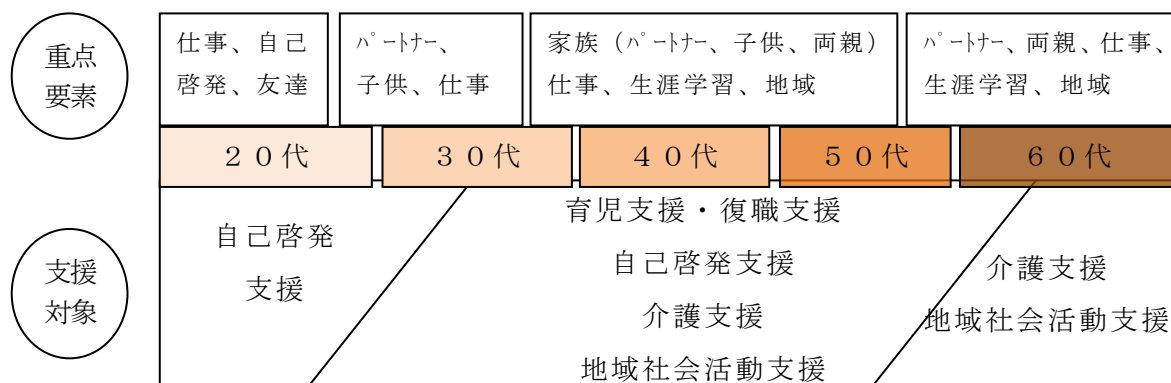 重点
要素
仕事、自己
啓発、友達
ﾊﾟｰﾄﾅｰ、
子供、仕事
家族（ﾊﾟｰﾄﾅｰ、子供、両親）
仕事、生涯学習、地域
ﾊﾟｰﾄﾅｰ、両親、仕事、
生涯学習、地域
２０代
３０代
４０代
５０代
６０代
支援
対象
自己啓発
支援
育児支援・復職支援
自己啓発支援
介護支援
地域社会活動支援
介護支援
地域社会活動支援